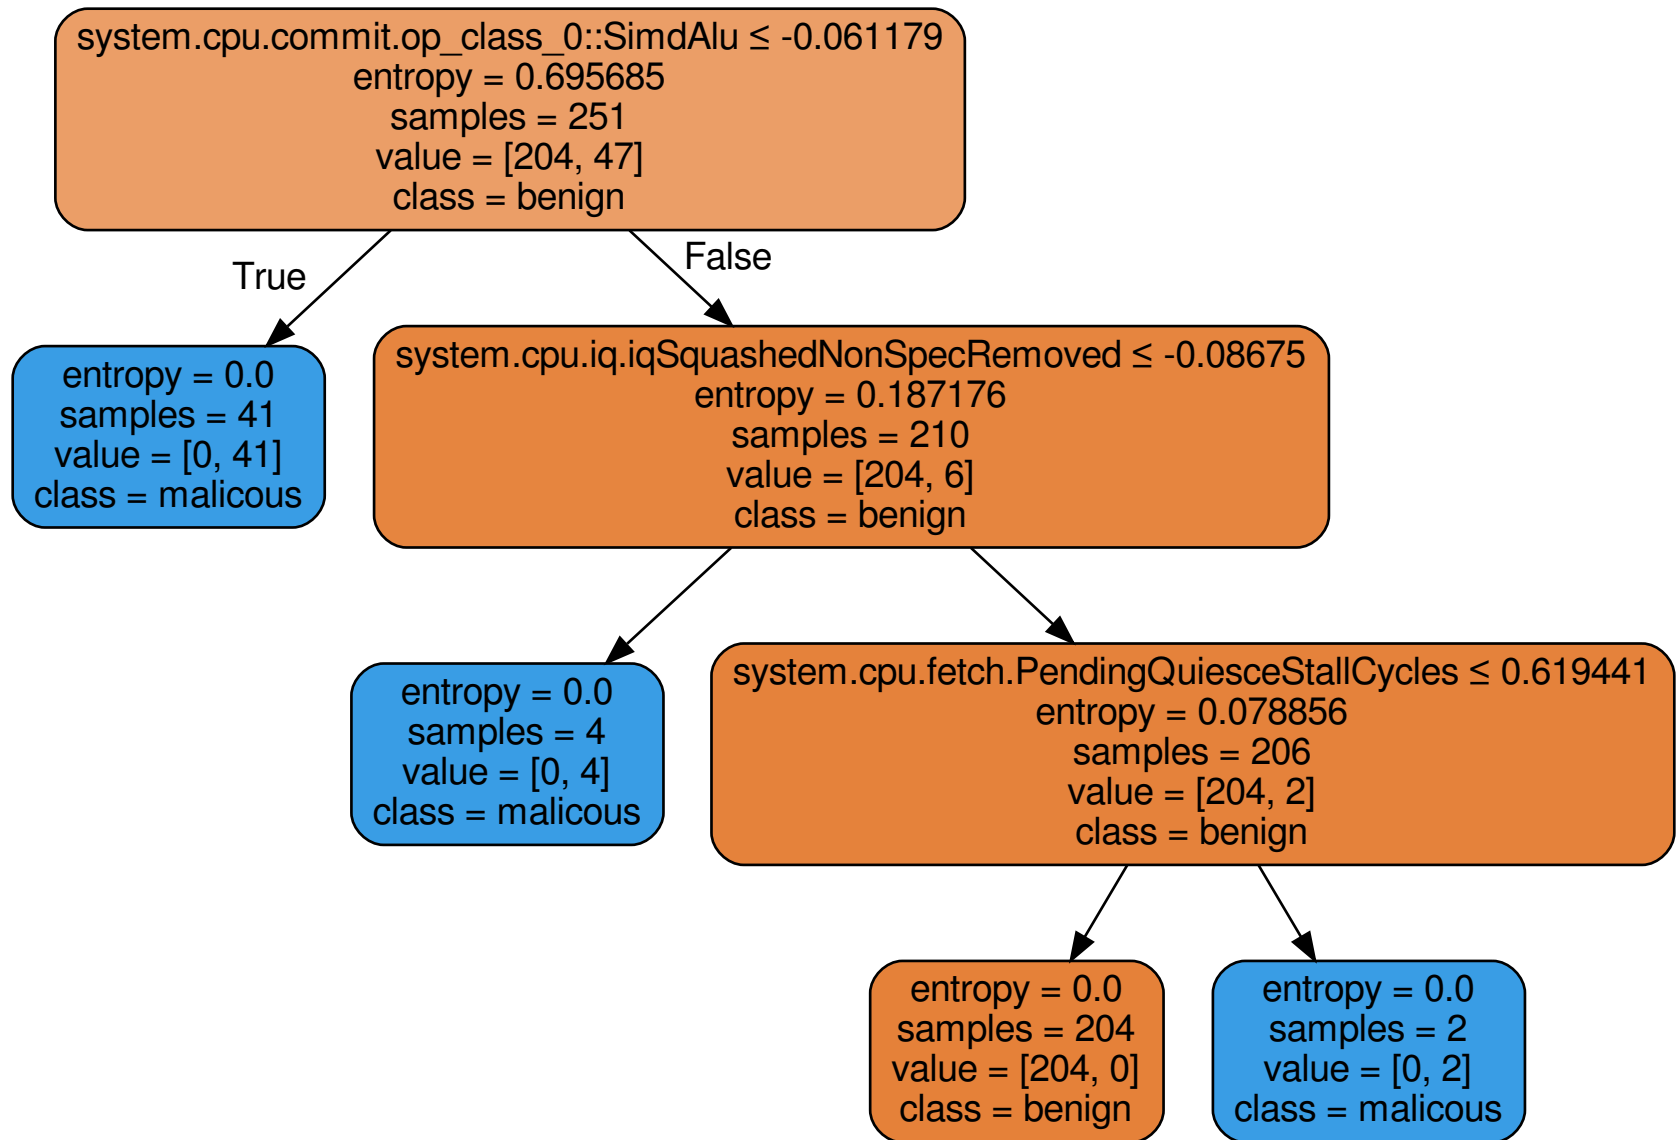 system.cpu.commit.op_class_0::SimdAlu ≤ -0.061179
entropy = 0.695685
samples = 251
value = [204, 47]
class = benign
True
False
entropy = 0.0
samples = 41
value = [0, 41]
class = malicous
system.cpu.iq.iqSquashedNonSpecRemoved ≤ -0.08675
entropy = 0.187176
samples = 210
value = [204, 6]
class = benign
entropy = 0.0
samples = 4
value = [0, 4]
class = malicous
system.cpu.fetch.PendingQuiesceStallCycles ≤ 0.619441
entropy = 0.078856
samples = 206
value = [204, 2]
class = benign
entropy = 0.0
samples = 204
value = [204, 0]
class = benign
entropy = 0.0
samples = 2
value = [0, 2]
class = malicous